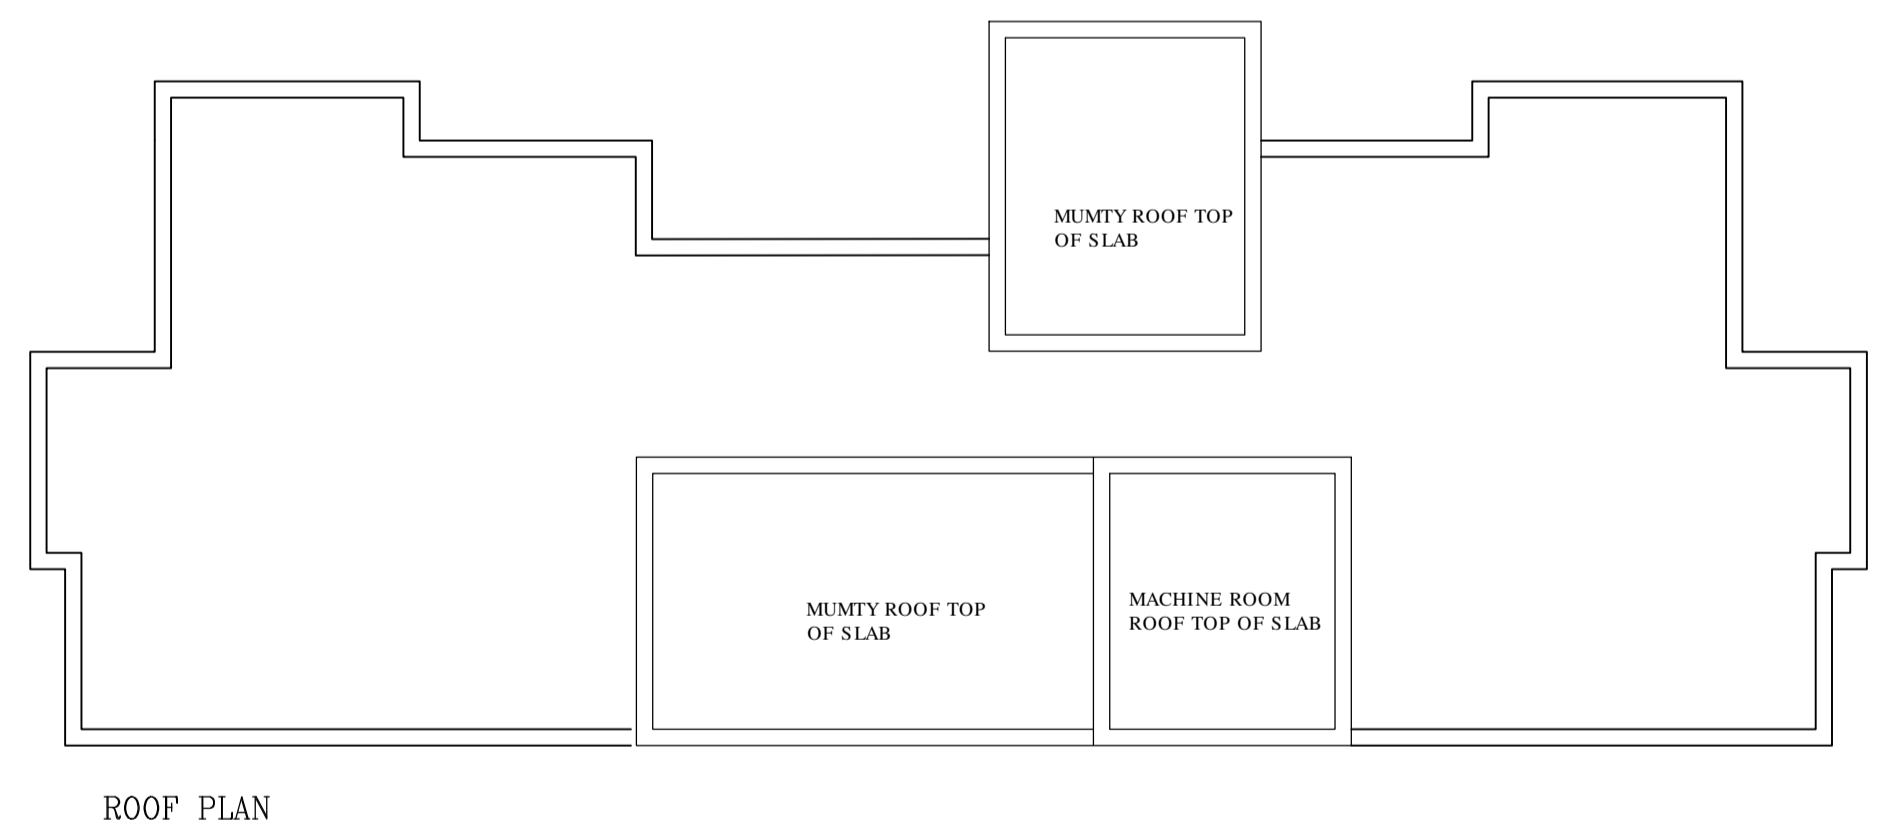 MUMTY ROOF TOP
OF SLAB
MUMTY ROOF TOP
OF SLAB
MACHINE ROOM
ROOF TOP OF SLAB
ROOF PLAN